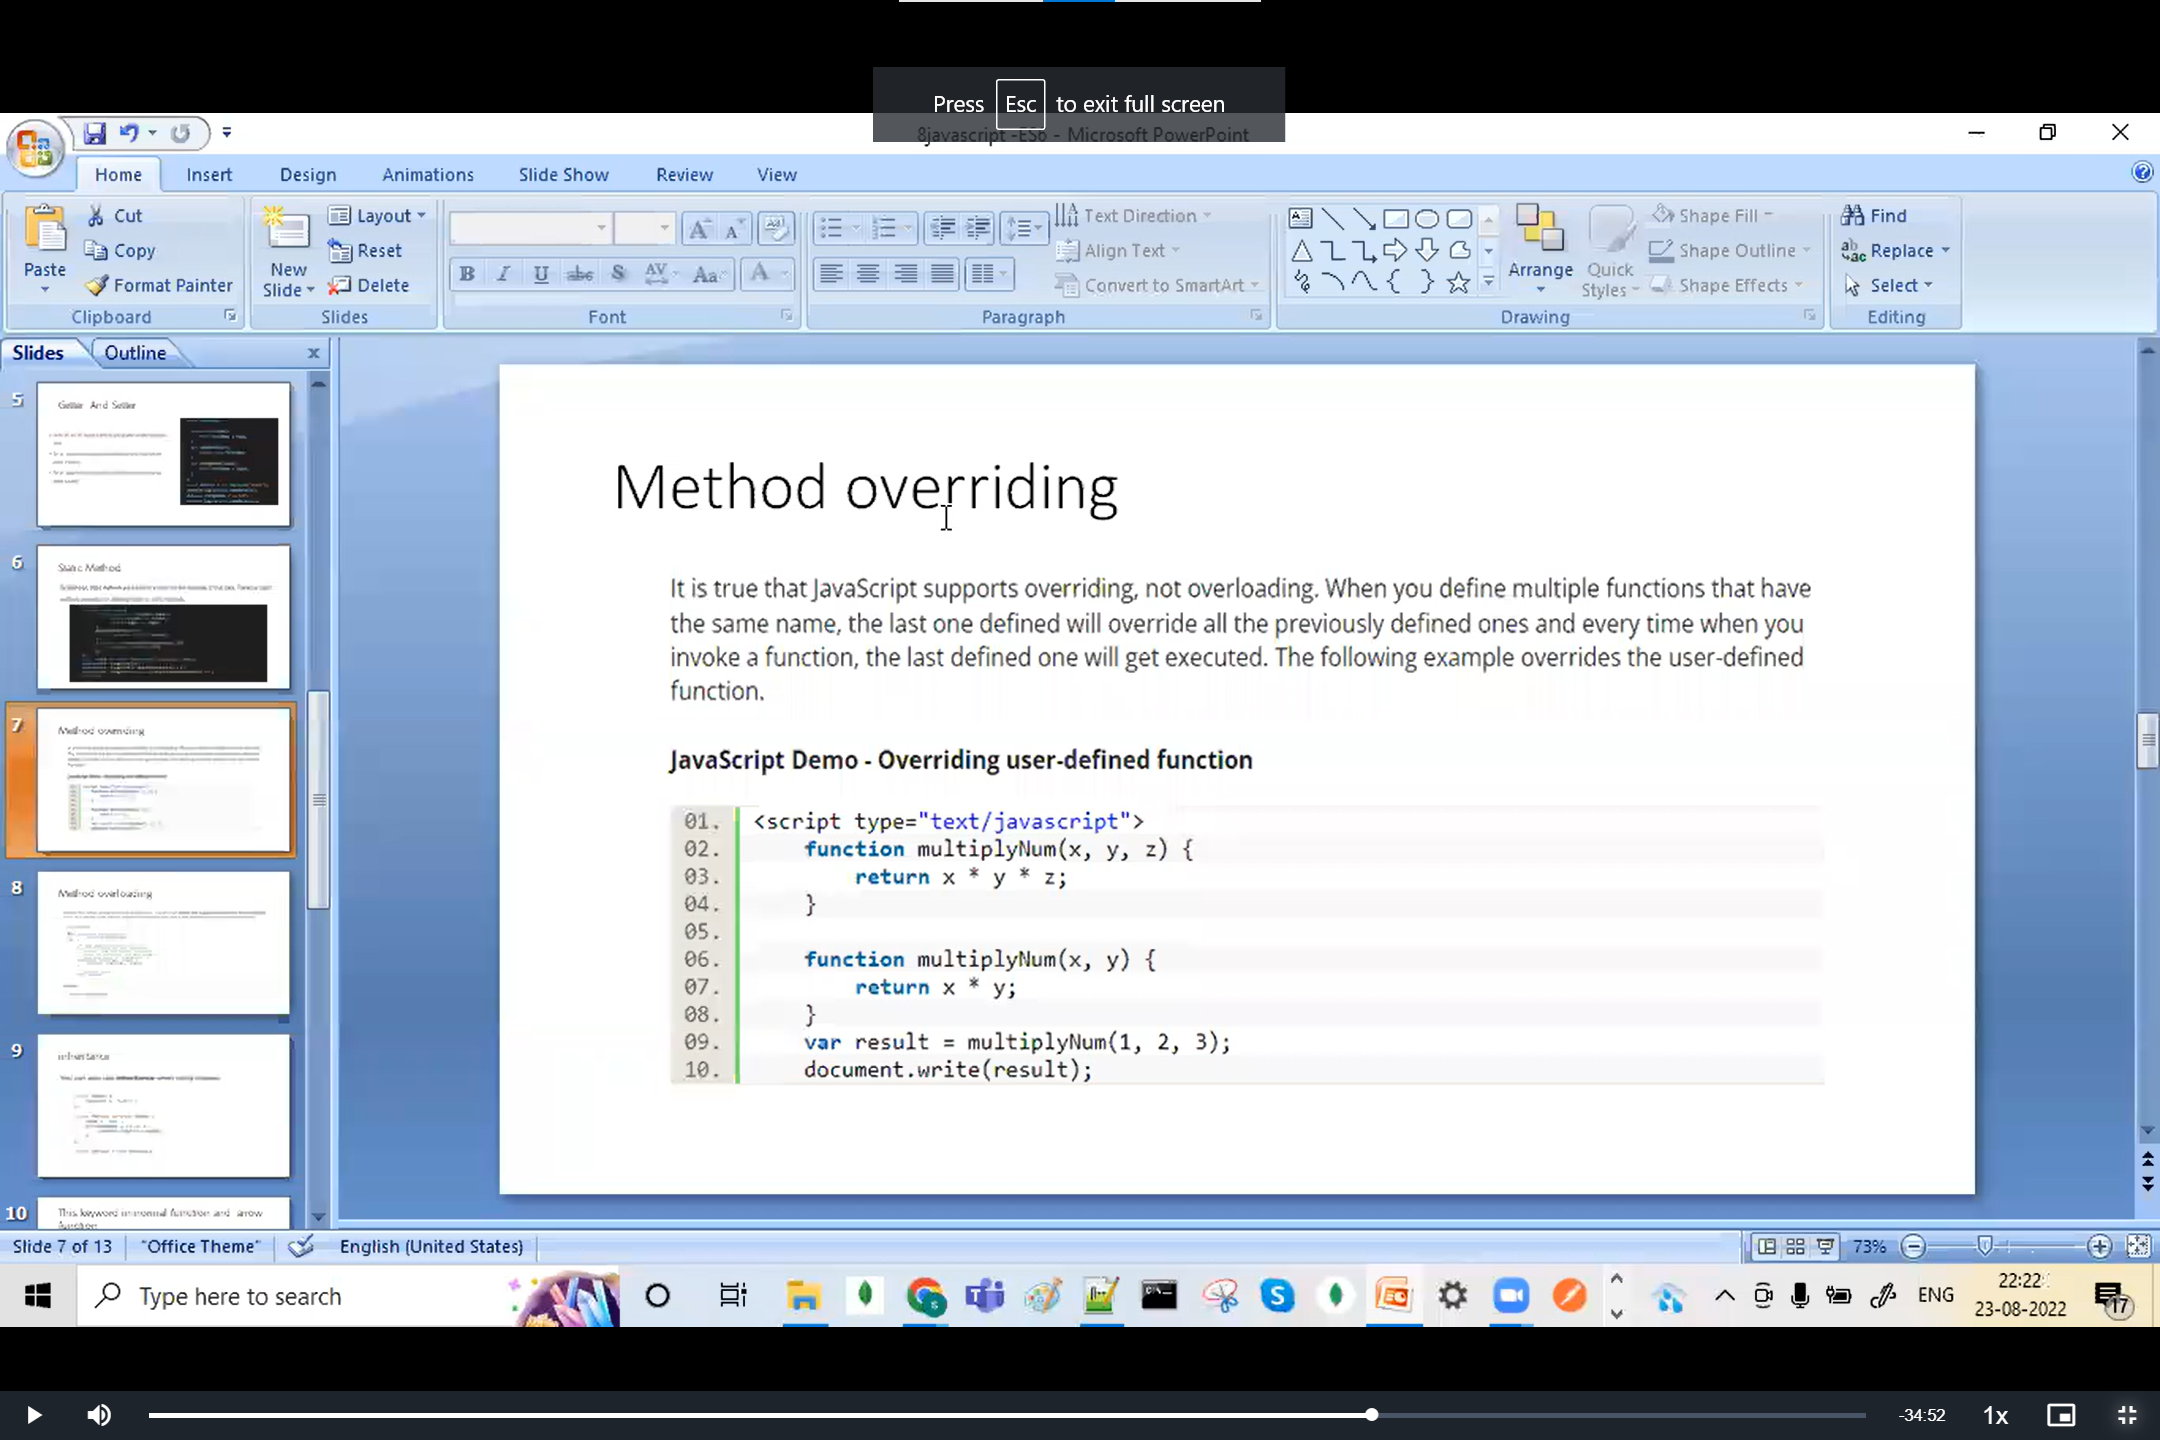 Press Esc to exit full screen
8javascript -ES6 - Microsoft PowerPoint
Home Insert Design Animations Slide Show Review View
Paste
Cut
Copy
Format Painter
Clipboard
New
Slide
Layout
Reset
Delete
Slides
B I U abc S AV Aa A
Font
Text Direction
Align Text
Convert to SmartArt
Paragraph
Arrange
Quick
Styles
Shape Fill
Shape Outline
Shape Effects
Drawing
Find
Replace
Select
Editing
Slides Outline x
5
Getter And Setter
6
Static Method
7
Method overriding
8
Method overloading
9
10
This keyword in normal function and arrow
function
Method overriding
It is true that JavaScript supports overriding, not overloading. When you define multiple functions that have
the same name, the last one defined will override all the previously defined ones and every time when you
invoke a function, the last defined one will get executed. The following example overrides the user-defined
function.
JavaScript Demo - Overriding user-defined function
01. <script type="text/javascript">
02. function multiplyNum(x, y, z) {
03. return x * y * z;
04. }
05.
06. function multiplyNum(x, y) {
07. return x * y;
08. }
09. var result = multiplyNum(1, 2, 3);
10. document.write(result);
Slide 7 of 13 "Office Theme" English (United States) 73%
Type here to search
ENG
22:22
23-08-2022
17
-34:52 1x